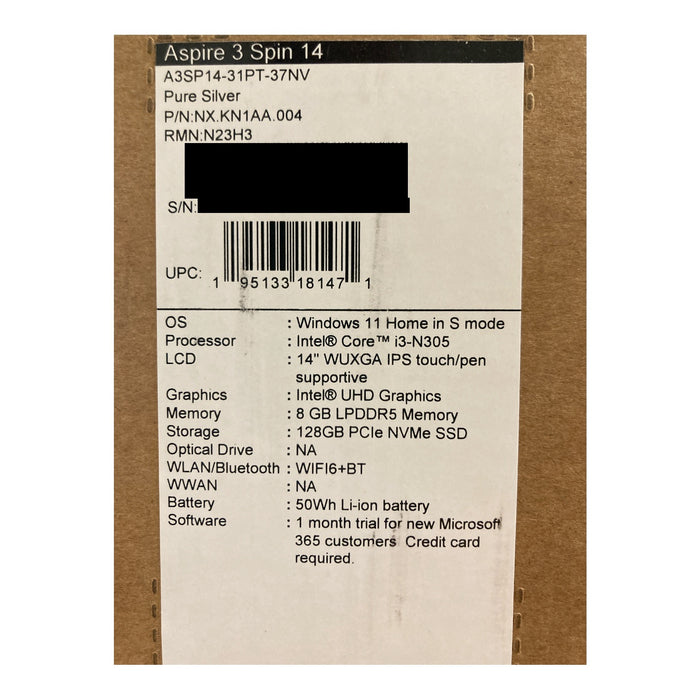 Aspire 3 Spin 14
A3SP14-31PT-37NV
Pure Silver
P/N:NX.KN1AA.004
RMN:N23H3
S/N:
UPC: 1 95133 18147 1
OS : Windows 11 Home in S mode
Processor : Intel® Core™ i3-N305
LCD : 14" WUXGA IPS touch/pen
supportive
Graphics : Intel® UHD Graphics
Memory : 8 GB LPDDR5 Memory
Storage : 128GB PCIe NVMe SSD
Optical Drive : NA
WLAN/Bluetooth : WIFI6+BT
WWAN : NA
Battery : 50Wh Li-ion battery
Software : 1 month trial for new Microsoft
365 customers Credit card
required.